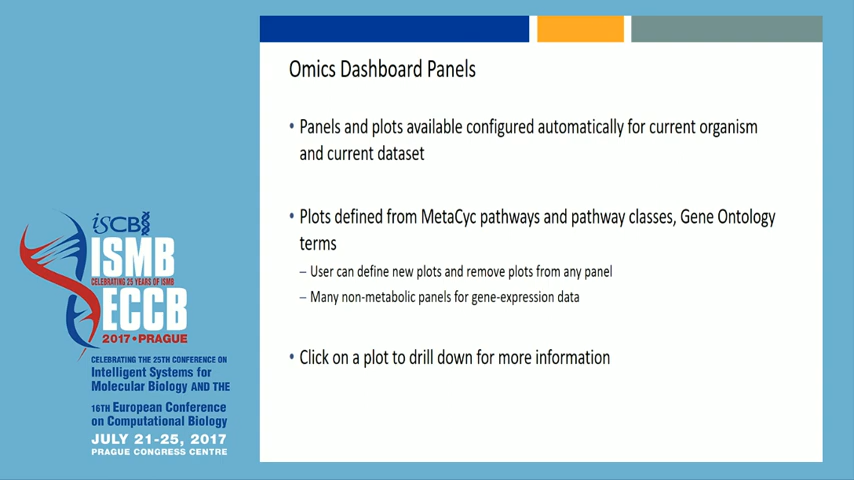 Omics Dashboard Panels
• Panels and plots available configured automatically for current organism
and current dataset
• Plots defined from MetaCyc pathways and pathway classes, Gene Ontology
terms
– User can define new plots and remove plots from any panel
– Many non-metabolic panels for gene-expression data
• Click on a plot to drill down for more information
iSCB
ISMB
CELEBRATING 25 YEARS OF ISMB
ECCB
2017 • PRAGUE
CELEBRATING THE 25TH CONFERENCE ON
Intelligent Systems for
Molecular Biology AND THE
16TH European Conference
on Computational Biology
JULY 21-25, 2017
PRAGUE CONGRESS CENTRE